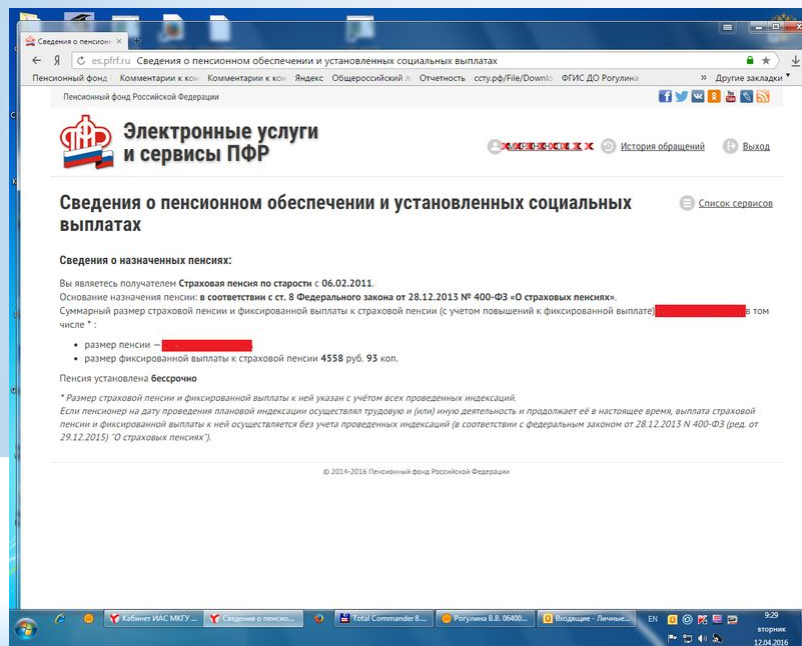 Сведения о пенсион
es.pfrf.ru Сведения о пенсионном обеспечении и установленных социальных выплатах
Пенсионный фонд Комментарии к кон Комментарии к кон Яндекс Общероссийский Отчетность ссту.рф/File/Downlo ФГИС ДО Рогулина » Другие закладки
Пенсионный фонд Российской Федерации
Электронные услуги
и сервисы ПФР
История обращений Выход
Сведения о пенсионном обеспечении и установленных социальных
выплатах
Список сервисов
Сведения о назначенных пенсиях:
Вы являетесь получателем Страховая пенсия по старости с 06.02.2011.
Основание назначения пенсии: в соответствии с ст. 8 Федерального закона от 28.12.2013 № 400-ФЗ «О страховых пенсиях».
Суммарный размер страховой пенсии и фиксированной выплаты к страховой пенсии (с учетом повышений к фиксированной выплате) в том
числе * :
• размер пенсии —
• размер фиксированной выплаты к страховой пенсии 4558 руб. 93 коп.
Пенсия установлена бессрочно
* Размер страховой пенсии и фиксированной выплаты к ней указан с учётом всех проведенных индексаций.
Если пенсионер на дату проведения плановой индексации осуществлял трудовую и (или) иную деятельность и продолжает её в настоящее время, выплата страховой
пенсии и фиксированной выплаты к ней осуществляется без учета проведенных индексаций (в соответствии с федеральным законом от 28.12.2013 N 400-ФЗ (ред. от
29.12.2015) "О страховых пенсиях").
© 2014-2016 Пенсионный фонд Российской Федерации
Кабинет ИАС МКГУ ... Сведения о пенсио... Total Commander 8.... Рогулина В.В. 06400... Входящие - Личные... EN 9:29
вторник
12.04.2016